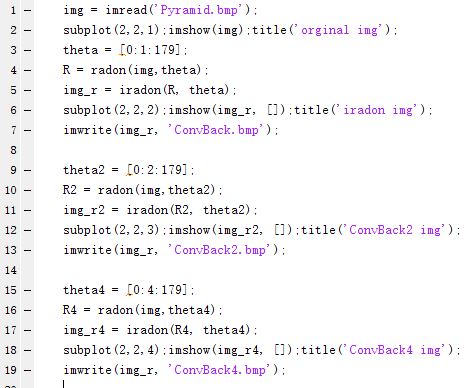 1 - img = imread('Pyramid.bmp');
2 - subplot(2,2,1);imshow(img);title('orginal img');
3 - theta = [0:1:179];
4 - R = radon(img,theta);
5 - img_r = iradon(R, theta);
6 - subplot(2,2,2);imshow(img_r, []);title('iradon img');
7 - imwrite(img_r, 'ConvBack.bmp');
8
9 - theta2 = [0:2:179];
10 - R2 = radon(img,theta2);
11 - img_r2 = iradon(R2, theta2);
12 - subplot(2,2,3);imshow(img_r2, []);title('ConvBack2 img');
13 - imwrite(img_r, 'ConvBack2.bmp');
14
15 - theta4 = [0:4:179];
16 - R4 = radon(img,theta4);
17 - img_r4 = iradon(R4, theta4);
18 - subplot(2,2,4);imshow(img_r4, []);title('ConvBack4 img');
19 - imwrite(img_r, 'ConvBack4.bmp');